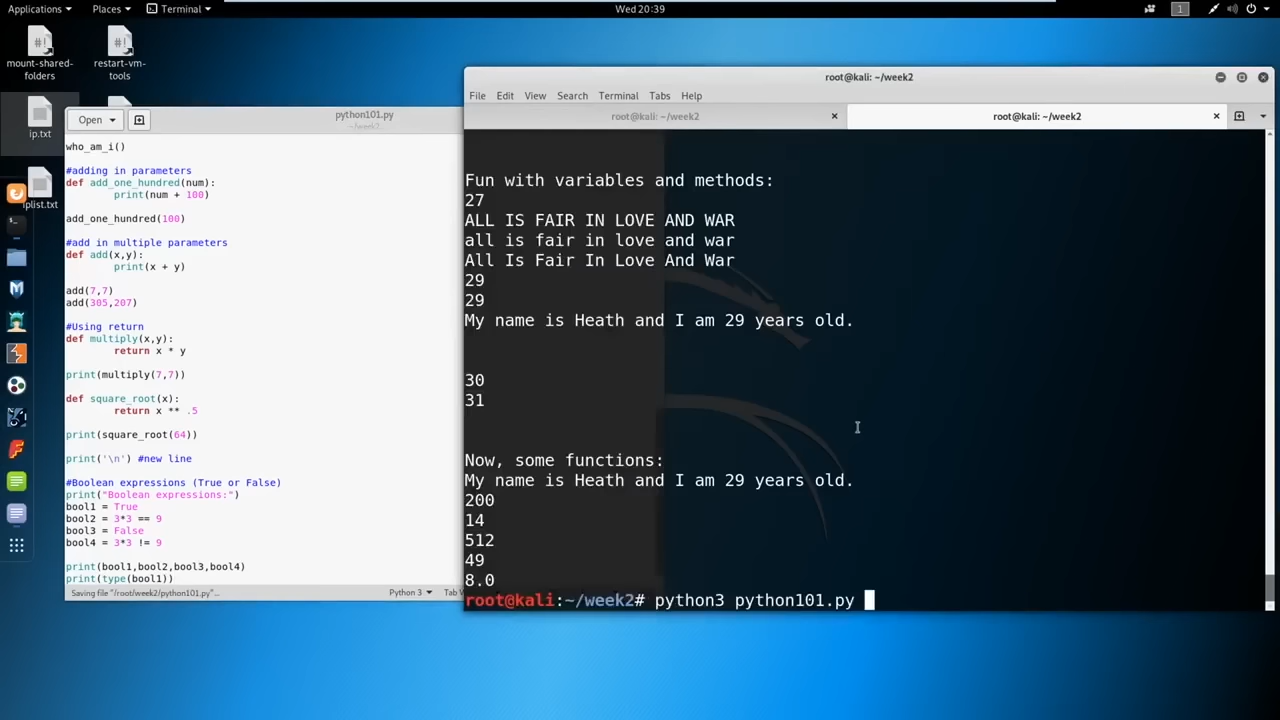 Applications
Places
Terminal
Wed 20:39
1
mount-shared-folders
restart-vm-tools
ip.txt
iplist.txt
Open
python101.py
~/week2
who_am_i()
#adding in parameters
def add_one_hundred(num):
print(num + 100)
add_one_hundred(100)
#add in multiple parameters
def add(x,y):
print(x + y)
add(7,7)
add(305,207)
#Using return
def multiply(x,y):
return x * y
print(multiply(7,7))
def square_root(x):
return x ** .5
print(square_root(64))
print('\n') #new line
#Boolean expressions (True or False)
print("Boolean expressions:")
bool1 = True
bool2 = 3*3 == 9
bool3 = False
bool4 = 3*3 != 9
print(bool1,bool2,bool3,bool4)
print(type(bool1))
Saving file "/root/week2/python101.py"...
Python 3
Tab W
root@kali: ~/week2
File Edit View Search Terminal Tabs Help
root@kali: ~/week2
root@kali: ~/week2
Fun with variables and methods:
27
ALL IS FAIR IN LOVE AND WAR
all is fair in love and war
All Is Fair In Love And War
29
29
My name is Heath and I am 29 years old.
30
31
Now, some functions:
My name is Heath and I am 29 years old.
200
14
512
49
8.0
root@kali:~/week2# python3 python101.py